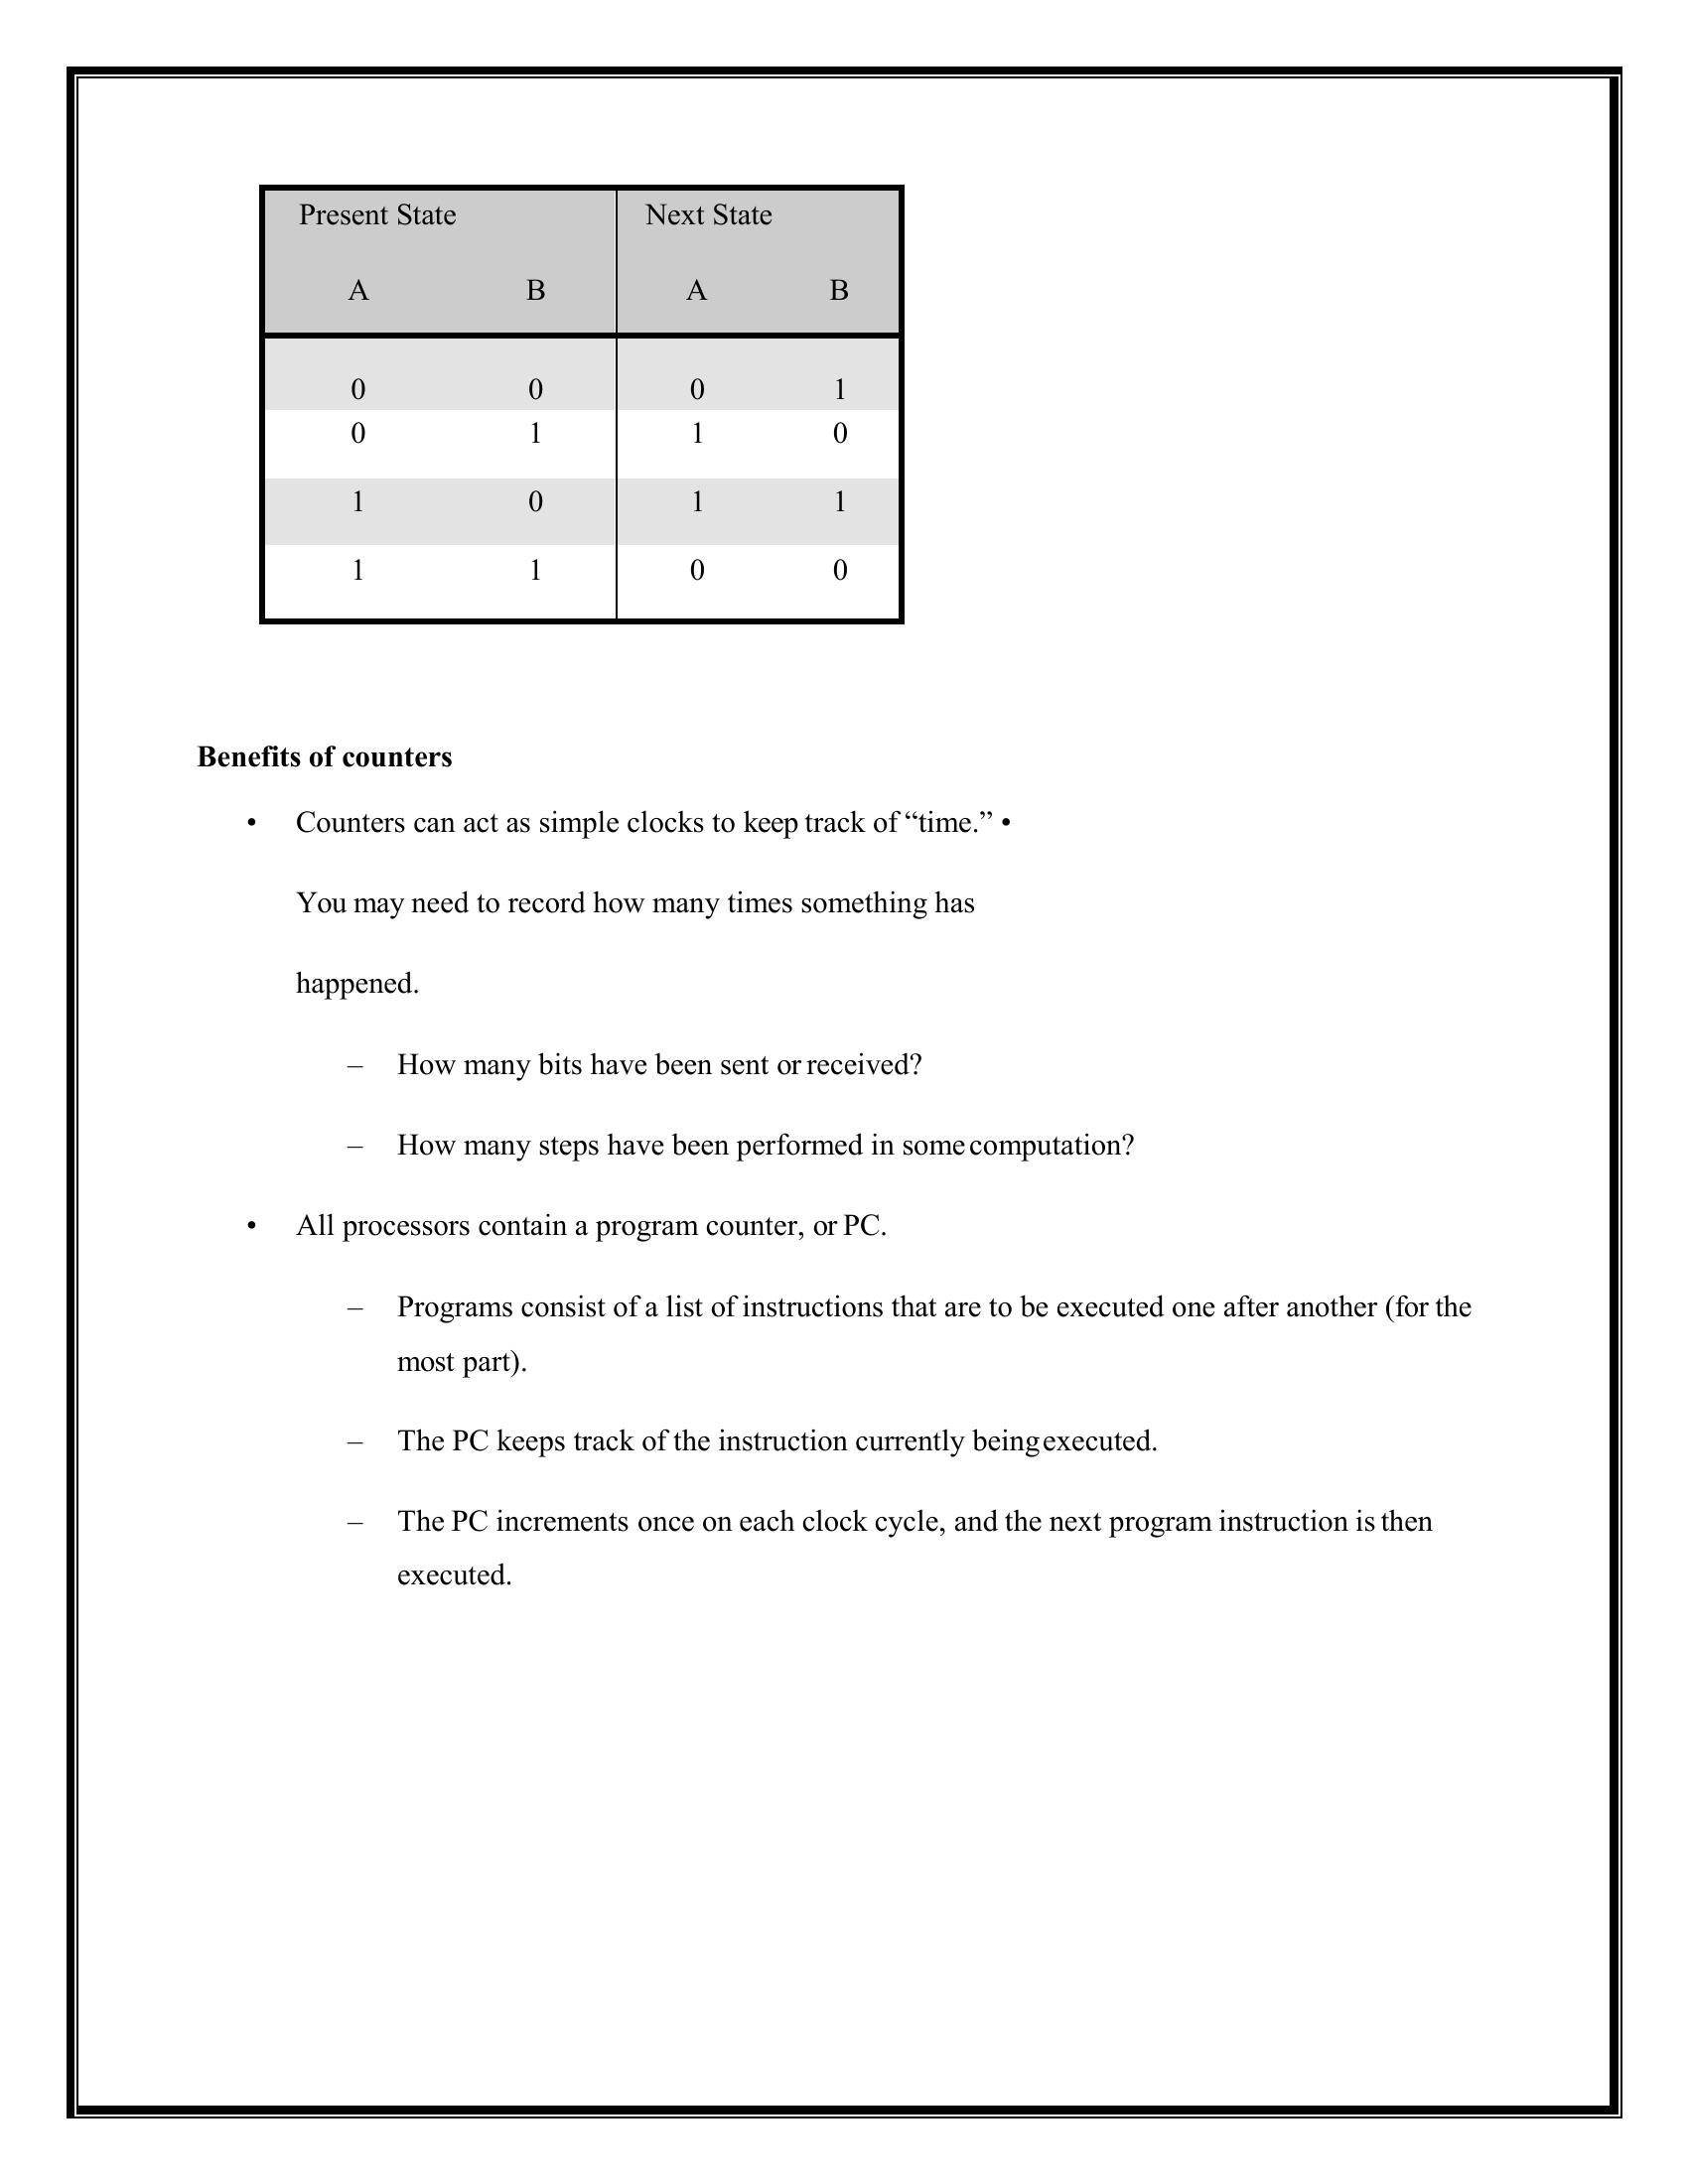 Present State Next State
A B A B
0 0 0 1
0 1 1 0
1 0 1 1
1 1 0 0
Benefits of counters
• Counters can act as simple clocks to keep track of “time.” •
You may need to record how many times something has
happened.
– How many bits have been sent or received?
– How many steps have been performed in some computation?
• All processors contain a program counter, or PC.
– Programs consist of a list of instructions that are to be executed one after another (for the
most part).
– The PC keeps track of the instruction currently being executed.
– The PC increments once on each clock cycle, and the next program instruction is then
executed.